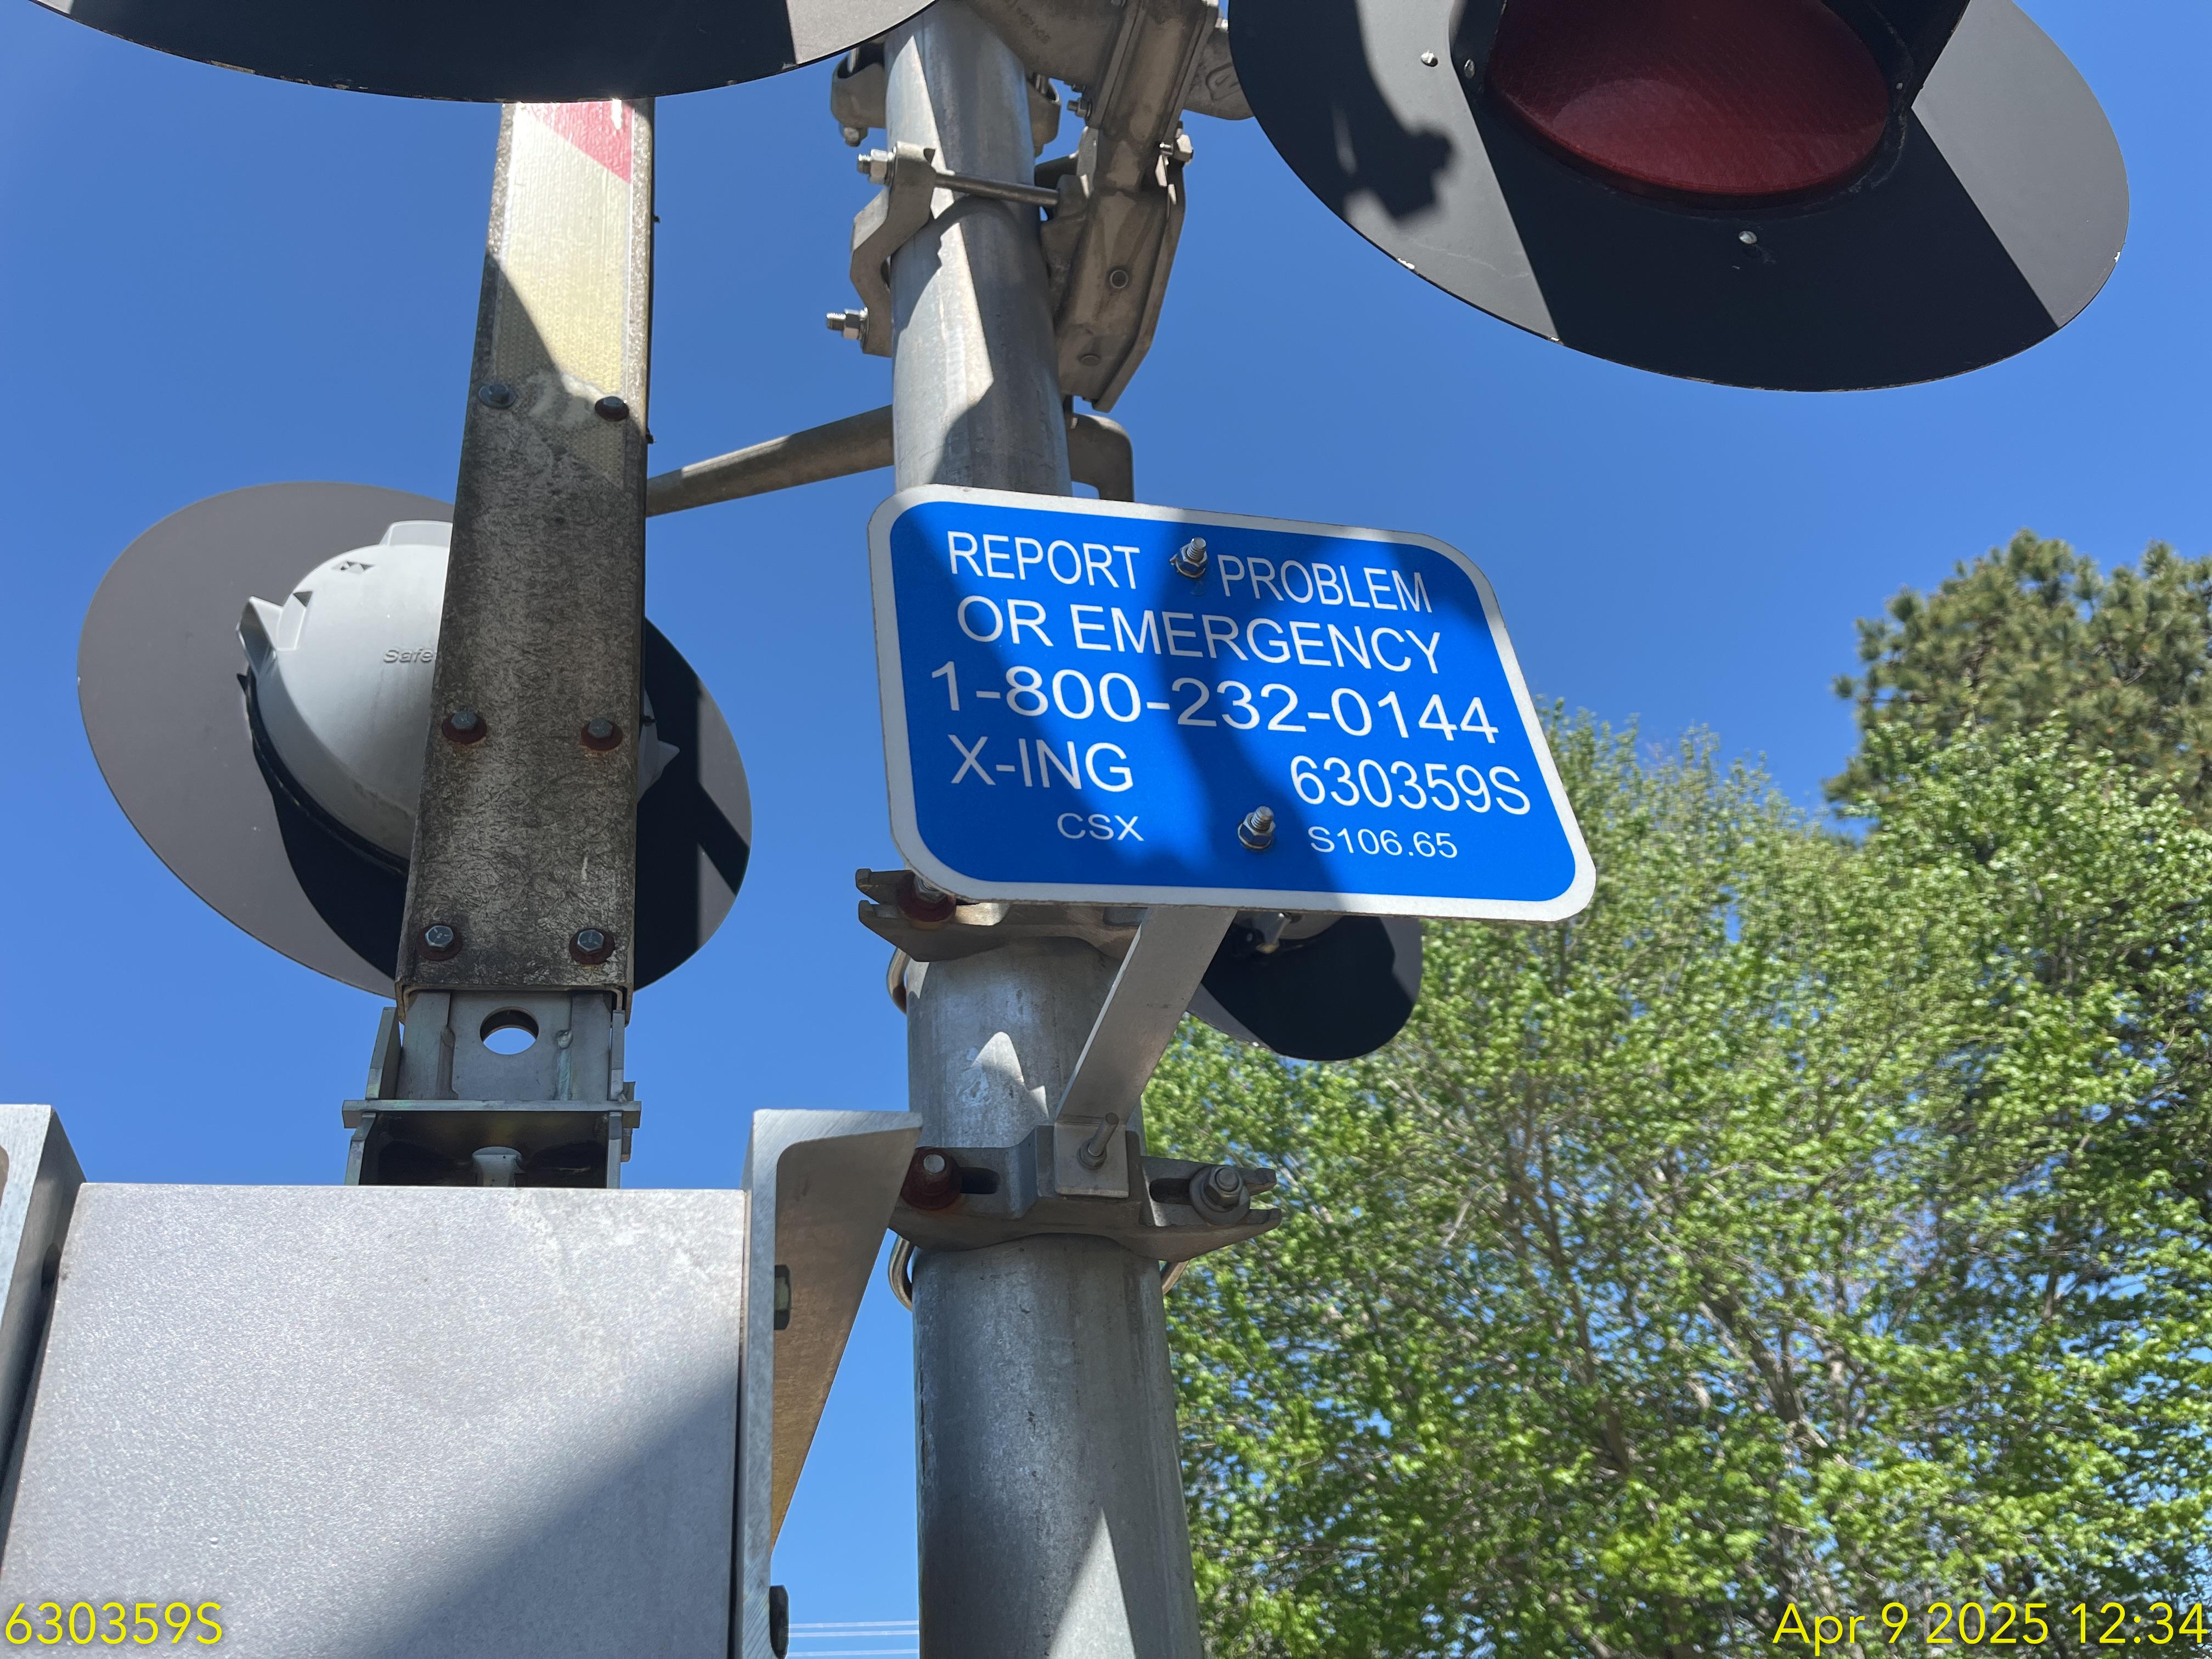 Safe
REPORT PROBLEM
OR EMERGENCY
1-800-232-0144
X-ING 630359S
CSX S106.65
630359S
Apr 9 2025 12:34